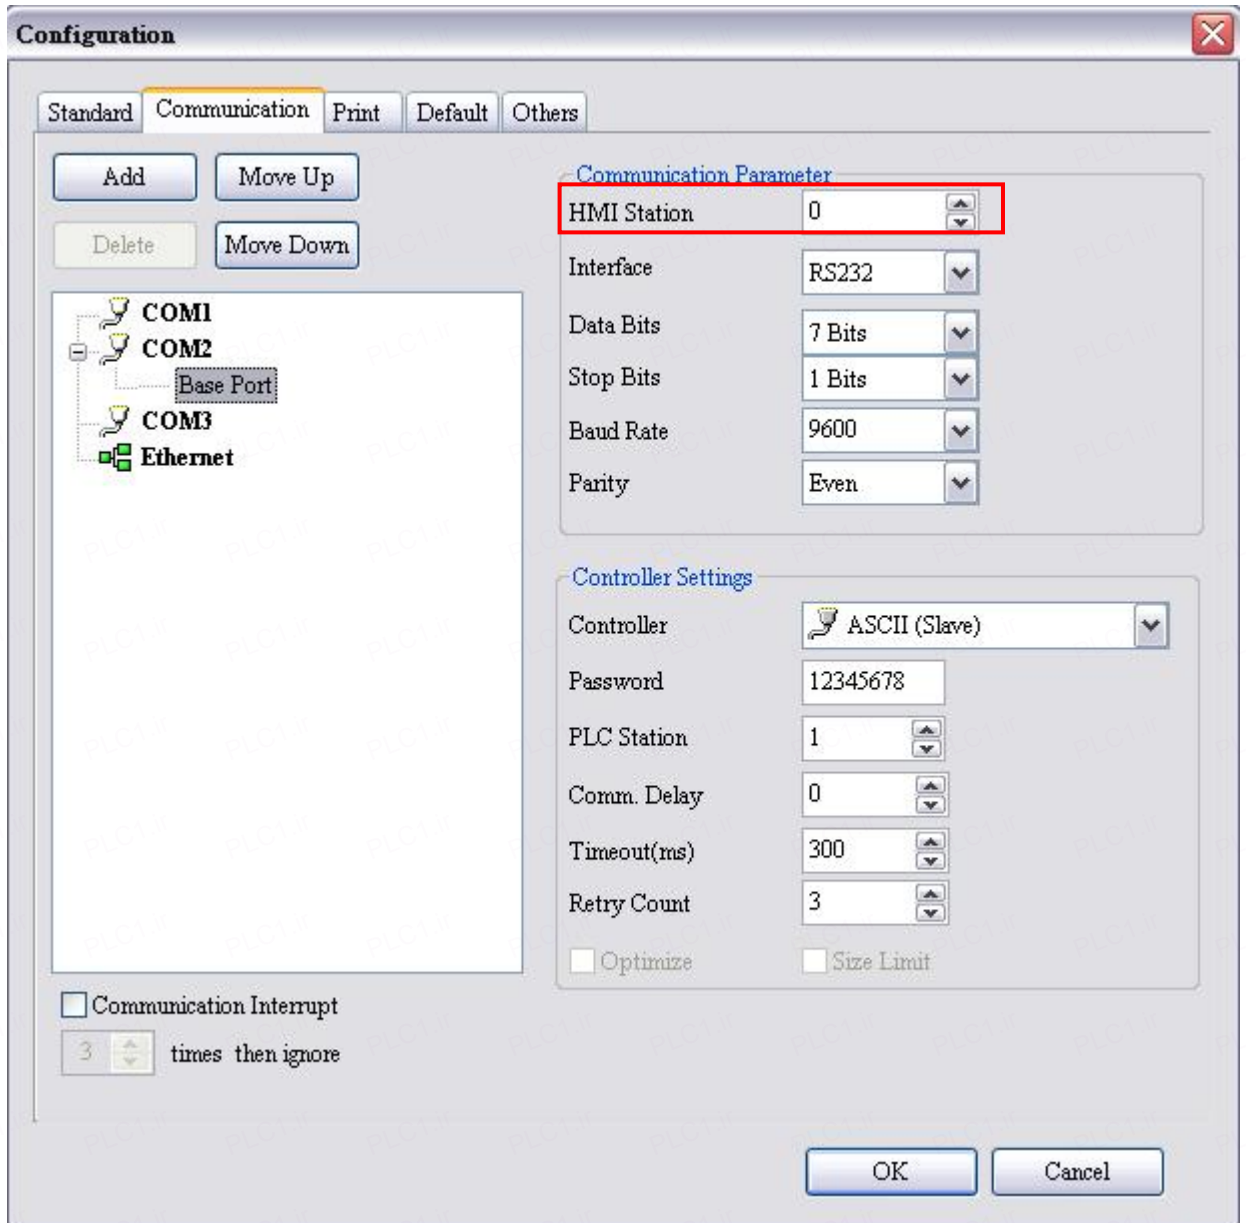 Configuration
Standard Communication Print Default Others
Add Move Up
Delete Move Down
COM1
COM2
Base Port
COM3
Ethernet
Communication Interrupt
3 times then ignore
Communication Parameter
HMI Station 0
Interface RS232
Data Bits 7 Bits
Stop Bits 1 Bits
Baud Rate 9600
Parity Even
Controller Settings
Controller ASCII (Slave)
Password 12345678
PLC Station 1
Comm. Delay 0
Timeout(ms) 300
Retry Count 3
Optimize Size Limit
OK Cancel